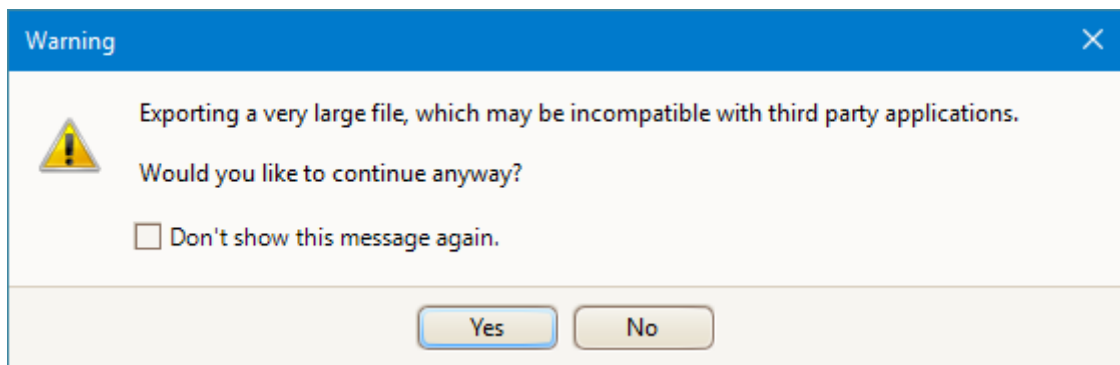 Warning
Exporting a very large file, which may be incompatible with third party applications.
Would you like to continue anyway?
Don't show this message again.
Yes No